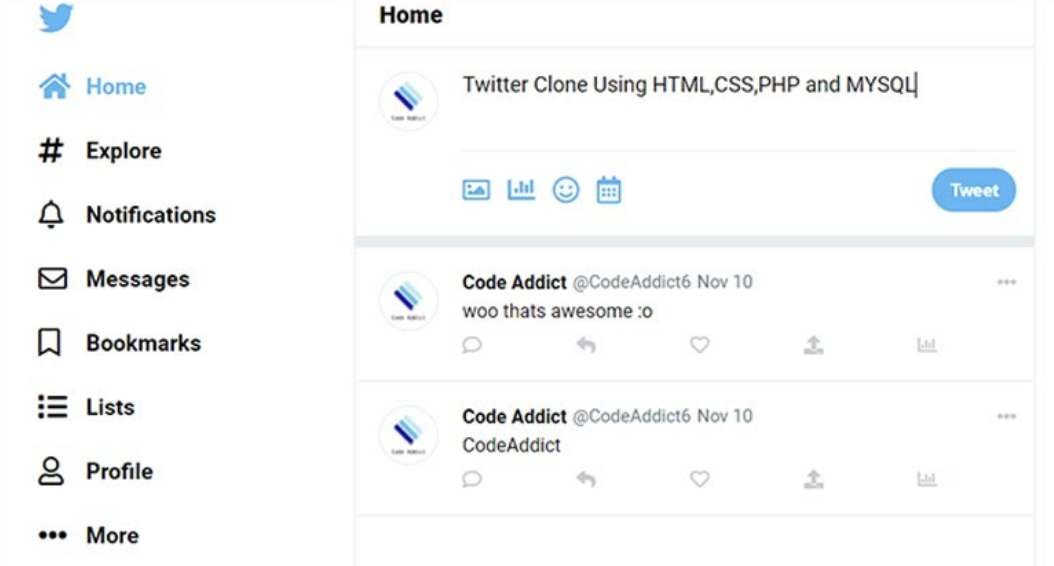 Home
Home
Twitter Clone Using HTML,CSS,PHP and MYSQL
Explore
Notifications
Tweet
Messages
Code Addict @CodeAddict6 Nov 10
woo thats awesome :o
Bookmarks
Lists
Code Addict @CodeAddict6 Nov 10
CodeAddict
Profile
More
Code Addict
Code Addict
Code Addict